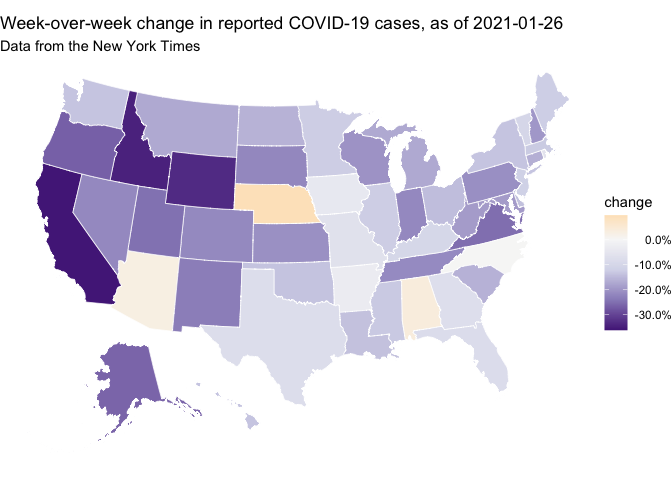 Week-over-week change in reported COVID-19 cases, as of 2021-01-26
Data from the New York Times
change
0.0%
-10.0%
-20.0%
-30.0%